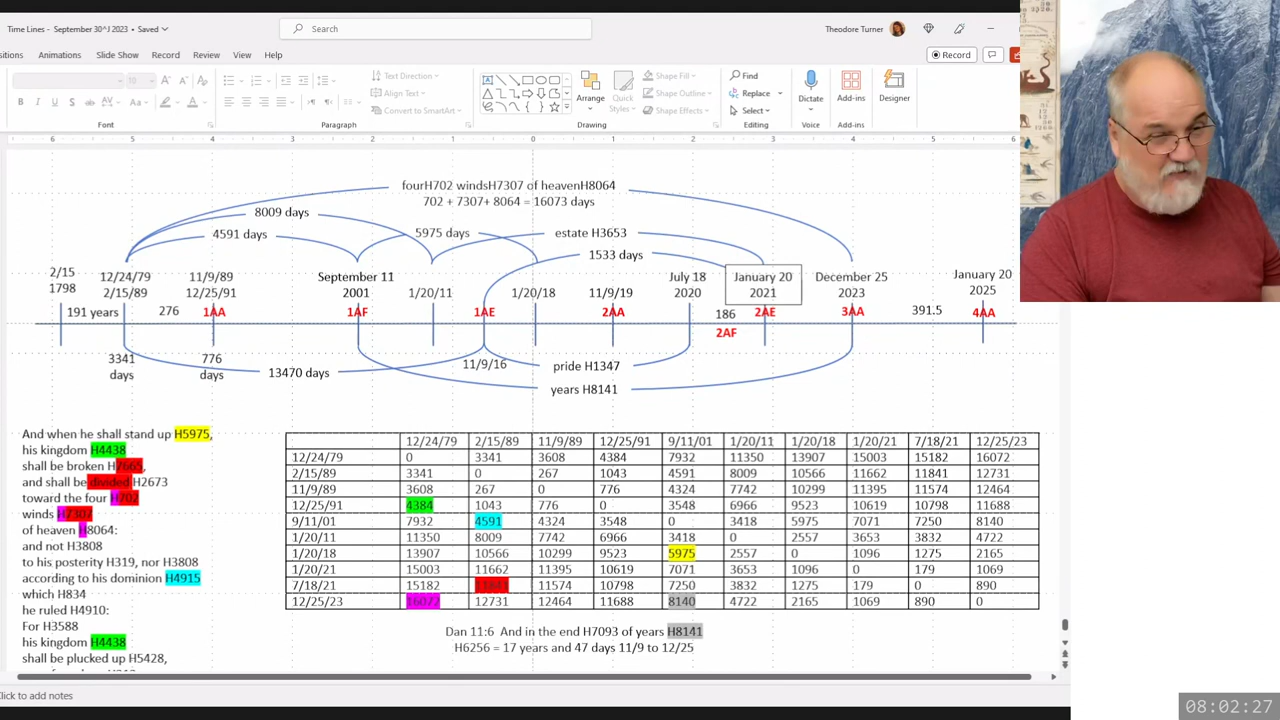 Time Lines - September 30^J 2023 • Saved
Search
Theodore Turner
sitions Animations Slide Show Record Review View Help
Record
Text Direction
Align Text
Convert to SmartArt
Arrange
Quick Styles
Shape Fill
Shape Outline
Shape Effects
Find
Replace
Select
Dictate
Add-ins
Designer
Font Paragraph Drawing Editing Voice Add-ins
6 5 4 3 2 1 0 1 2 3 4 5 6
fourH702 windsH7307 of heavenH8064
702 + 7307+ 8064 = 16073 days
8009 days
4591 days 5975 days estate H3653
1533 days
2/15 1798
12/24/79 2/15/89
11/9/89 12/25/91
September 11 2001
1/20/11
1/20/18
11/9/19
July 18 2020
January 20 2021
December 25 2023
January 20 2025
191 years 276 1AA 1AF 1AE 2AA 186 2AE 3AA 391.5 4AA
2AF
3341 days
776 days
13470 days
11/9/16
pride H1347
years H8141
And when he shall stand up H5975,
his kingdom H4438
shall be broken H7665,
and shall be divided H2673
toward the four H702
winds H7307
of heaven H8064:
and not H3808
to his posterity H319, nor H3808
according to his dominion H4915
which H834
he ruled H4910:
For H3588
his kingdom H4438
shall be plucked up H5428,
12/24/79 2/15/89 11/9/89 12/25/91 9/11/01 1/20/11 1/20/18 1/20/21 7/18/21 12/25/23
12/24/79 0 3341 3608 4384 7932 11350 13907 15003 15182 16072
2/15/89 3341 0 267 1043 4591 8009 10566 11662 11841 12731
11/9/89 3608 267 0 776 4324 7742 10299 11395 11574 12464
12/25/91 4384 1043 776 0 3548 6966 9523 10619 10798 11688
9/11/01 7932 4591 4324 3548 0 3418 5975 7071 7250 8140
1/20/11 11350 8009 7742 6966 3418 0 2557 3653 3832 4722
1/20/18 13907 10566 10299 9523 5975 2557 0 1096 1275 2165
1/20/21 15003 11662 11395 10619 7071 3653 1096 0 179 1069
7/18/21 15182 11841 11574 10798 7250 3832 1275 179 0 890
12/25/23 16072 12731 12464 11688 8140 4722 2165 1069 890 0
Dan 11:6 And in the end H7093 of years H8141
H6256 = 17 years and 47 days 11/9 to 12/25
Click to add notes
08:02:27